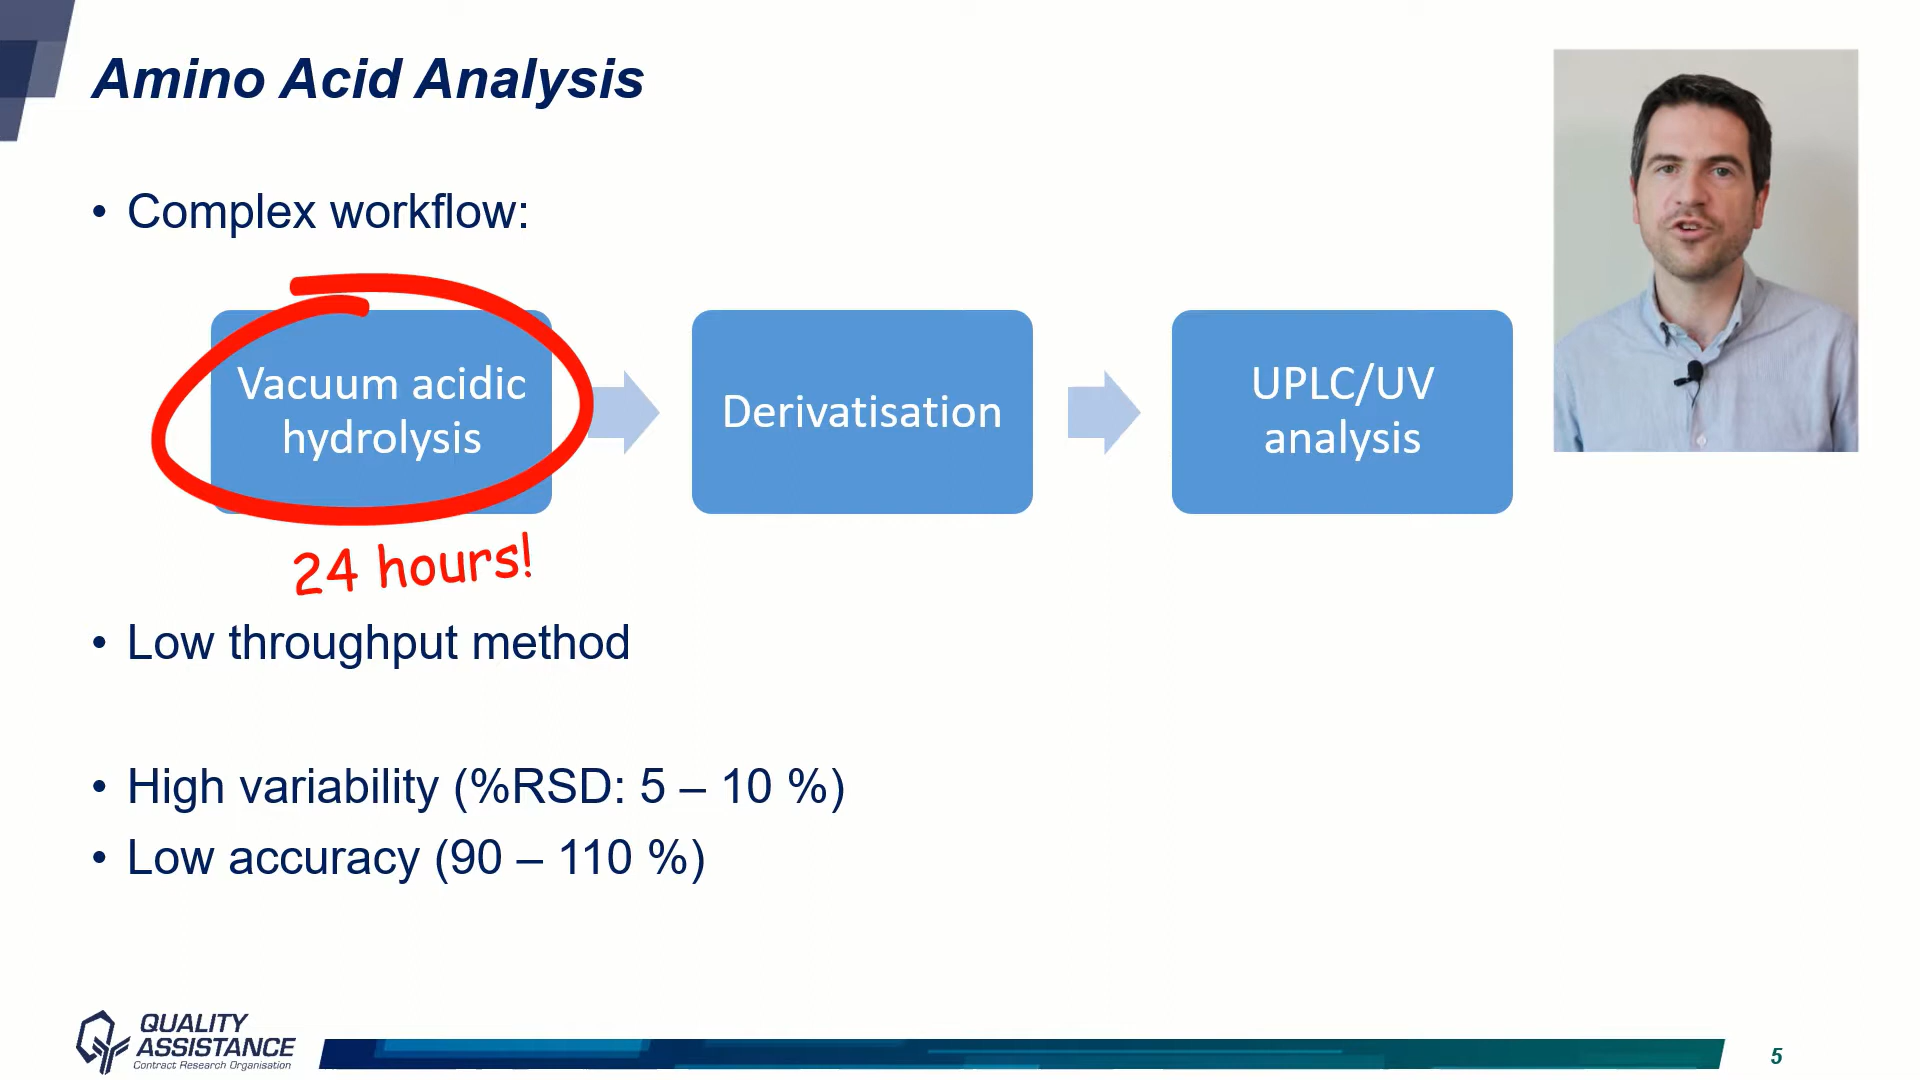 Amino Acid Analysis
• Complex workflow:
Vacuum acidic
hydrolysis
Derivatisation
UPLC/UV
analysis
24 hours!
• Low throughput method
• High variability (%RSD: 5 – 10 %)
• Low accuracy (90 – 110 %)
QUALITY
ASSISTANCE
Contract Research Organisation
5